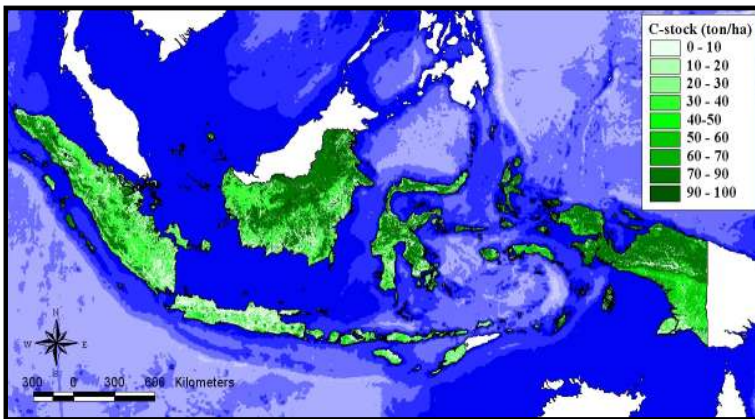 C-stock (ton/ha)
0 - 10
10 - 20
20 - 30
30 - 40
40-50
50 - 60
60 - 70
70 - 90
90 - 100
N
W E
S
300 0 300 600 Kilometers